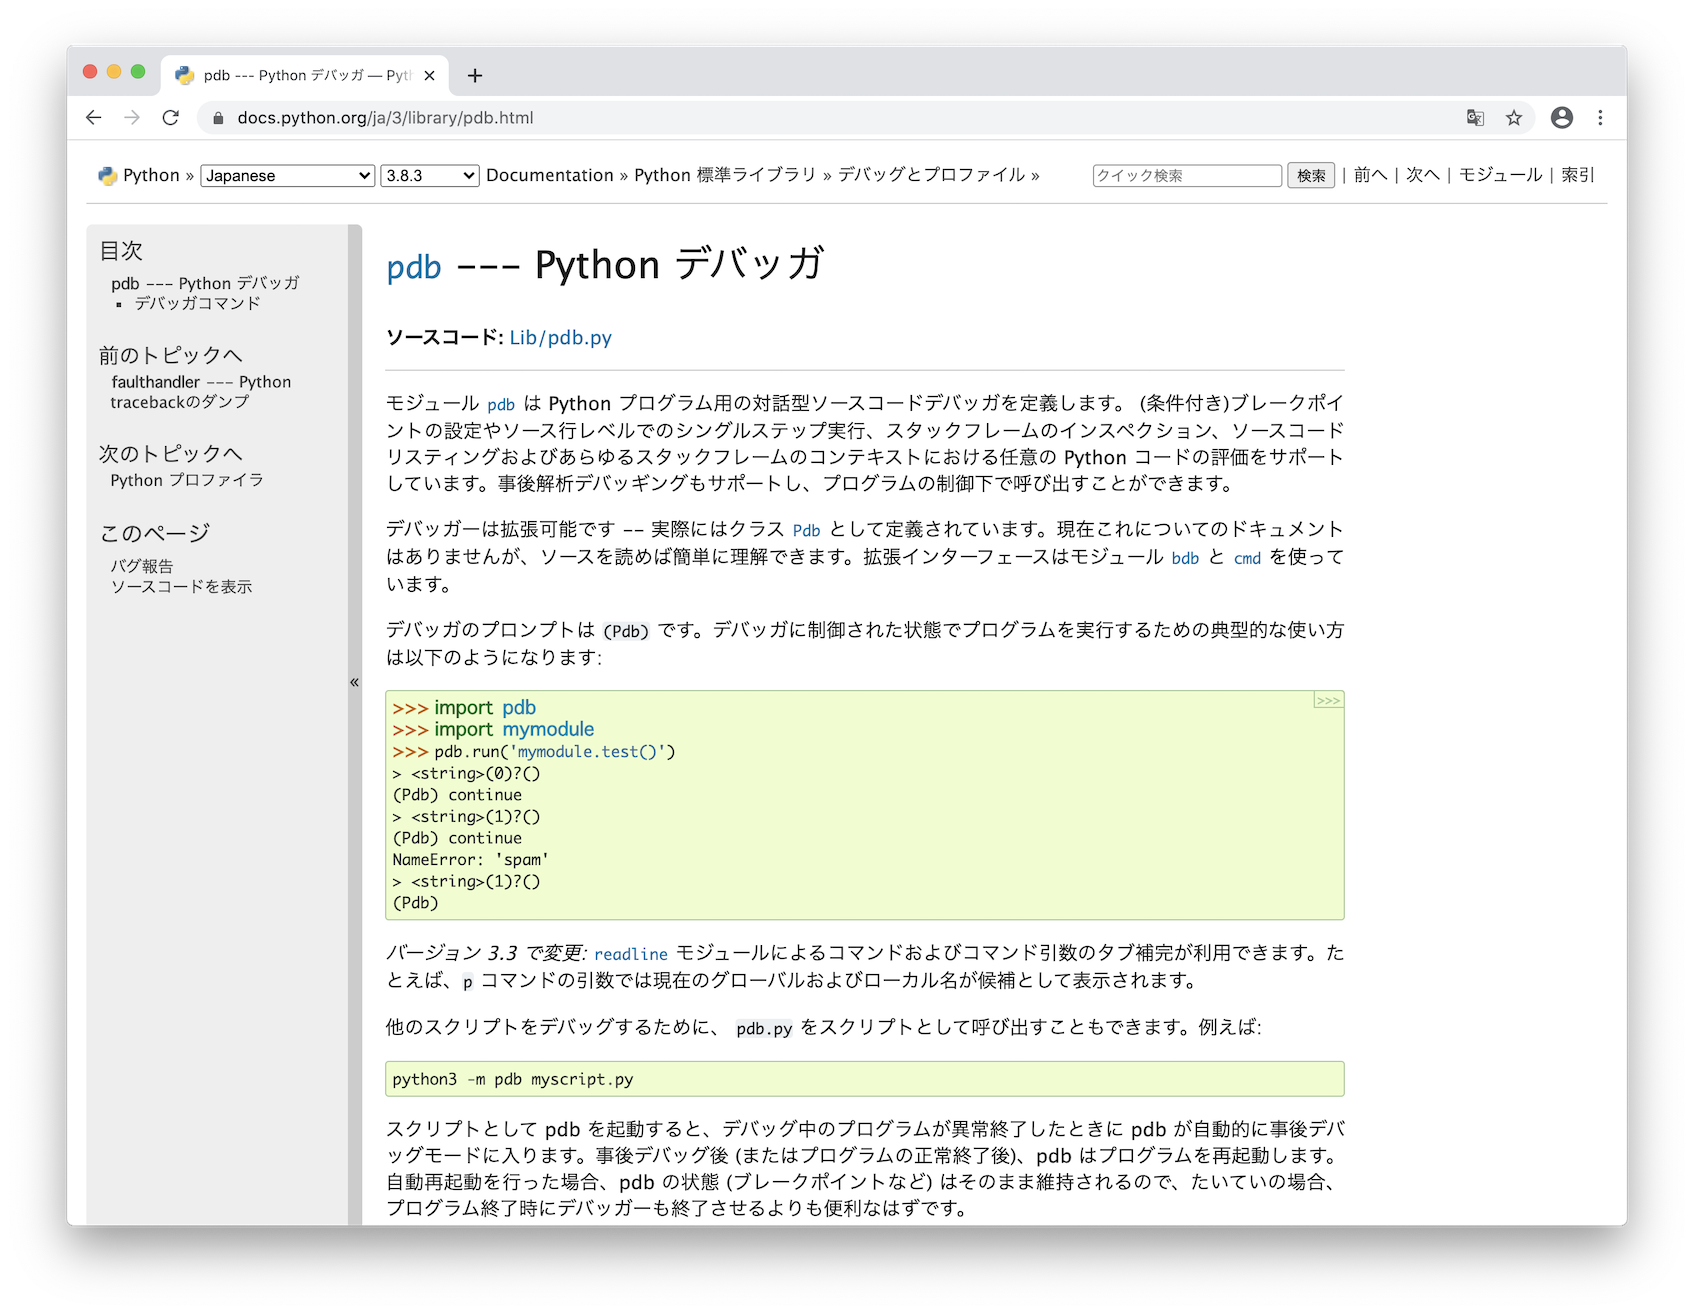 pdb --- Python デバッガ — Pyth
docs.python.org/ja/3/library/pdb.html
Python » Japanese 3.8.3 Documentation » Python 標準ライブラリ » デバッグとプロファイル » クイック検索 検索 | 前へ | 次へ | モジュール | 索引
目次
pdb --- Python デバッガ
デバッガコマンド
前のトピックへ
faulthandler --- Python
tracebackのダンプ
次のトピックへ
Python プロファイラ
このページ
バグ報告
ソースコードを表示
«
pdb --- Python デバッガ
ソースコード: Lib/pdb.py
モジュール pdb は Python プログラム用の対話型ソースコードデバッガを定義します。 (条件付き)ブレークポイ
ントの設定やソース行レベルでのシングルステップ実行、スタックフレームのインスペクション、ソースコード
リスティングおよびあらゆるスタックフレームのコンテキストにおける任意の Python コードの評価をサポート
しています。事後解析デバッギングもサポートし、プログラムの制御下で呼び出すことができます。
デバッガーは拡張可能です -- 実際にはクラス Pdb として定義されています。現在これについてのドキュメント
はありませんが、ソースを読めば簡単に理解できます。拡張インターフェースはモジュール bdb と cmd を使って
います。
デバッガのプロンプトは (Pdb) です。デバッガに制御された状態でプログラムを実行するための典型的な使い方
は以下のようになります:
>>>
>>> import pdb
>>> import mymodule
>>> pdb.run('mymodule.test()')
> <string>(0)?()
(Pdb) continue
> <string>(1)?()
(Pdb) continue
NameError: 'spam'
> <string>(1)?()
(Pdb)
バージョン 3.3 で変更: readline モジュールによるコマンドおよびコマンド引数のタブ補完が利用できます。た
とえば、p コマンドの引数では現在のグローバルおよびローカル名が候補として表示されます。
他のスクリプトをデバッグするために、 pdb.py をスクリプトとして呼び出すこともできます。例えば:
python3 -m pdb myscript.py
スクリプトとして pdb を起動すると、デバッグ中のプログラムが異常終了したときに pdb が自動的に事後デバ
ッグモードに入ります。事後デバッグ後 (またはプログラムの正常終了後)、pdb はプログラムを再起動します。
自動再起動を行った場合、pdb の状態 (ブレークポイントなど) はそのまま維持されるので、たいていの場合、
プログラム終了時にデバッガーも終了させるよりも便利なはずです。